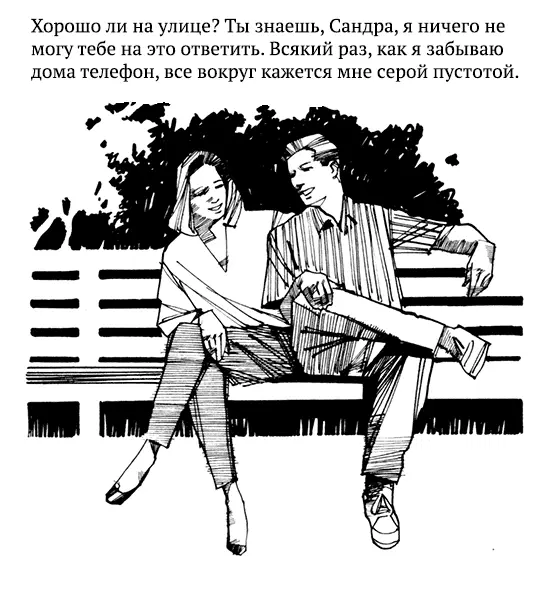 Хорошо ли на улице? Ты знаешь, Сандра, я ничего не
могу тебе на это ответить. Всякий раз, как я забываю
дома телефон, все вокруг кажется мне серой пустотой.